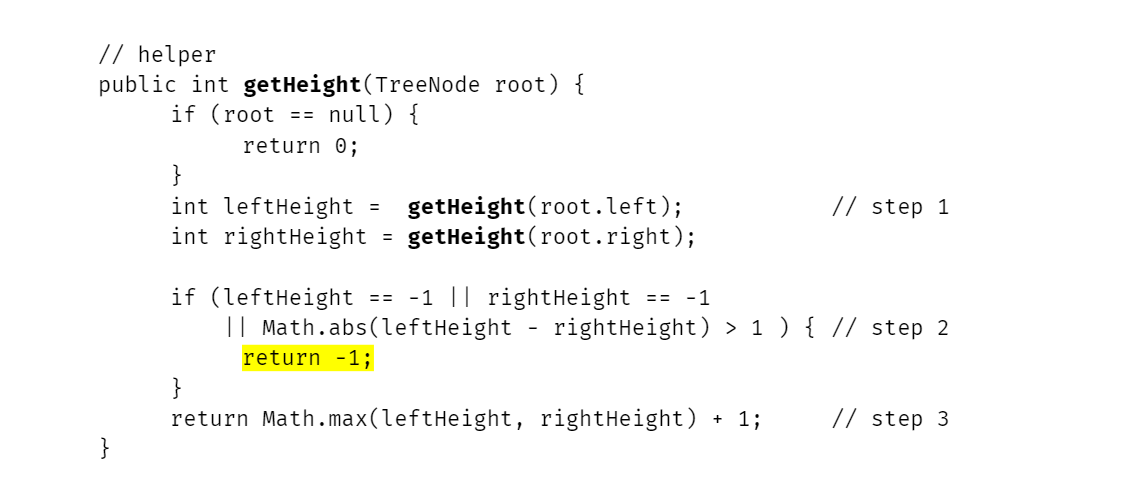 // helper
public int getHeight(TreeNode root) {
if (root == null) {
return 0;
}
int leftHeight =  getHeight(root.left);    // step 1
int rightHeight = getHeight(root.right);
if (leftHeight == -1 || rightHeight == -1
|| Math.abs(leftHeight - rightHeight) > 1 ) { // step 2
return -1;
}
return Math.max(leftHeight, rightHeight) + 1;    // step 3
}